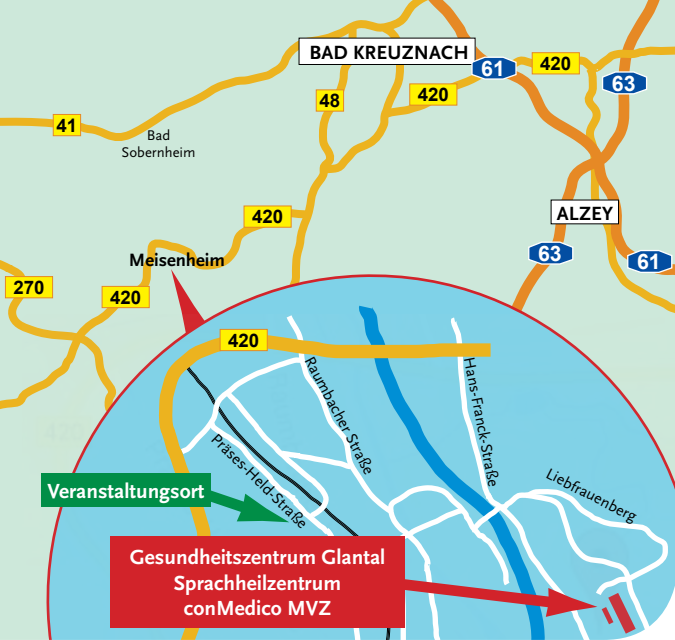 BAD KREUZNACH
61
420
63
48
420
41
Bad
Sobernheim
420
ALZEY
Meisenheim
63
61
270
420
420
Raumbacher Straße
Hans-Franck-Straße
Präses-Held-Straße
Liebfrauenberg
Veranstaltungsort
Gesundheitszentrum Glantal
Sprachheilzentrum
conMedico MVZ